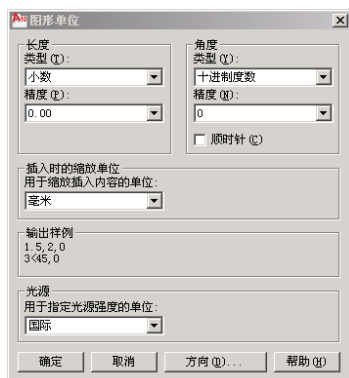 图形单位
长度
类型(T):
小数
精度(P):
0.00
角度
类型(Y):
十进制度数
精度(N):
0
顺时针(C)
插入时的缩放单位
用于缩放插入内容的单位:
毫米
输出样例
1.5,2,0
3<45,0
光源
用于指定光源强度的单位:
国际
确定 取消 方向(D)... 帮助(H)